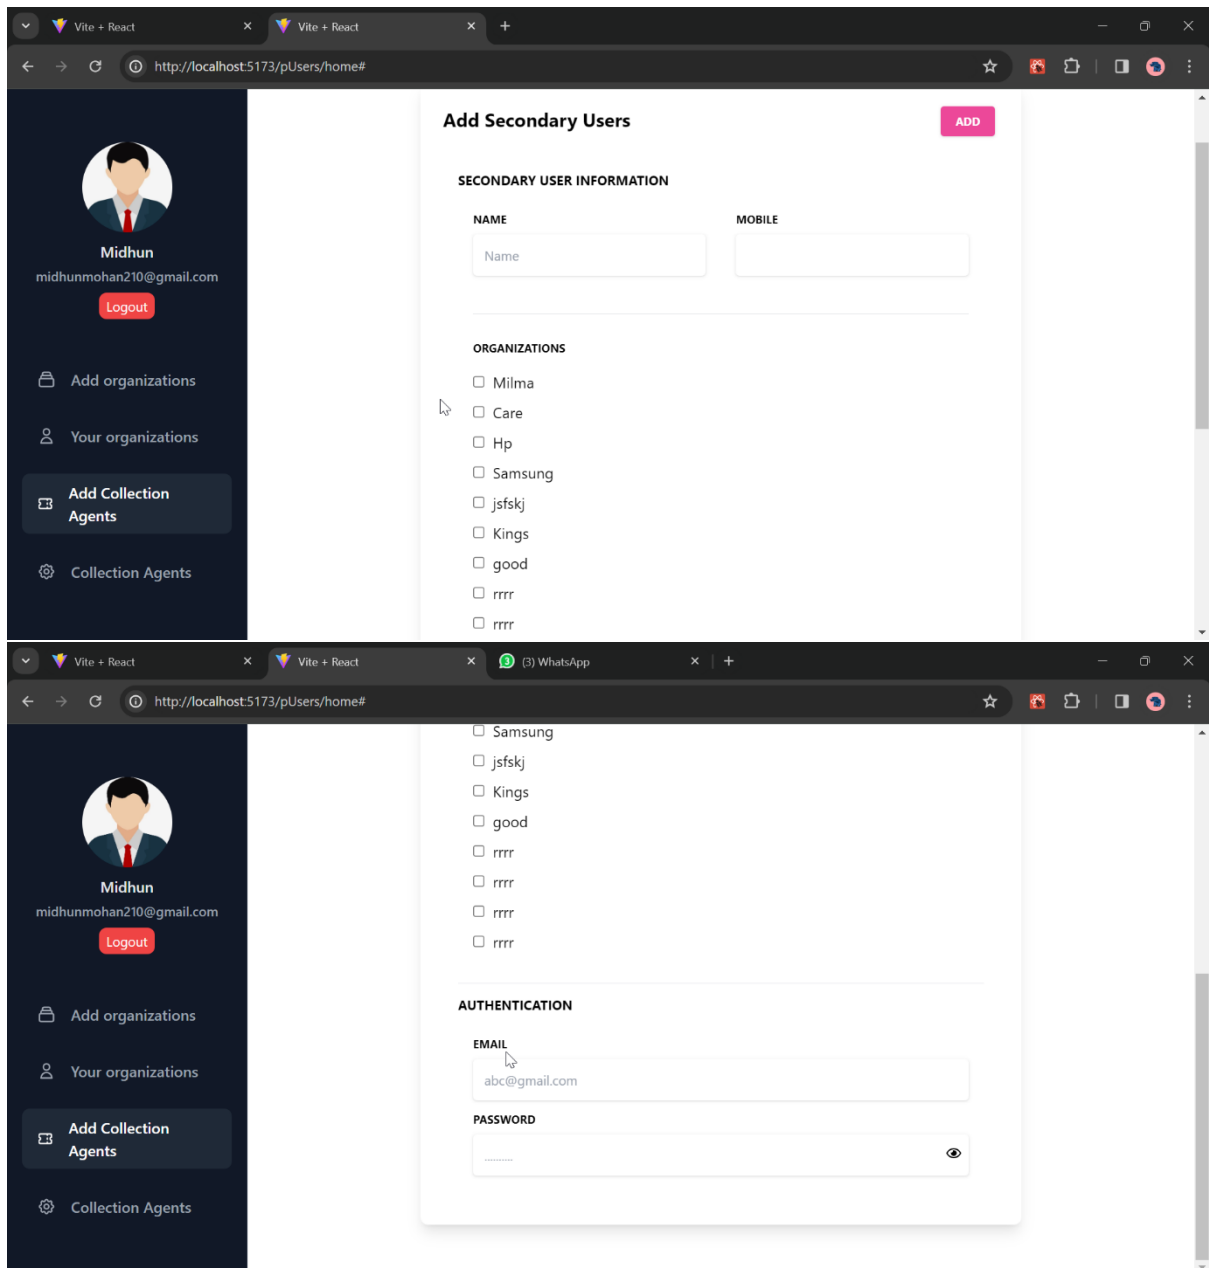 Vite + React
Vite + React
http://localhost:5173/pUsers/home#
Midhun
midhunmohan210@gmail.com
Logout
Add organizations
Your organizations
Add Collection
Agents
Collection Agents
Add Secondary Users
ADD
SECONDARY USER INFORMATION
NAME
MOBILE
Name
ORGANIZATIONS
Milma
Care
Hp
Samsung
jsfskj
Kings
good
rrrr
rrrr
Vite + React
Vite + React
3
(3) WhatsApp
http://localhost:5173/pUsers/home#
Midhun
midhunmohan210@gmail.com
Logout
Add organizations
Your organizations
Add Collection
Agents
Collection Agents
Samsung
jsfskj
Kings
good
rrrr
rrrr
rrrr
rrrr
AUTHENTICATION
EMAIL
abc@gmail.com
PASSWORD